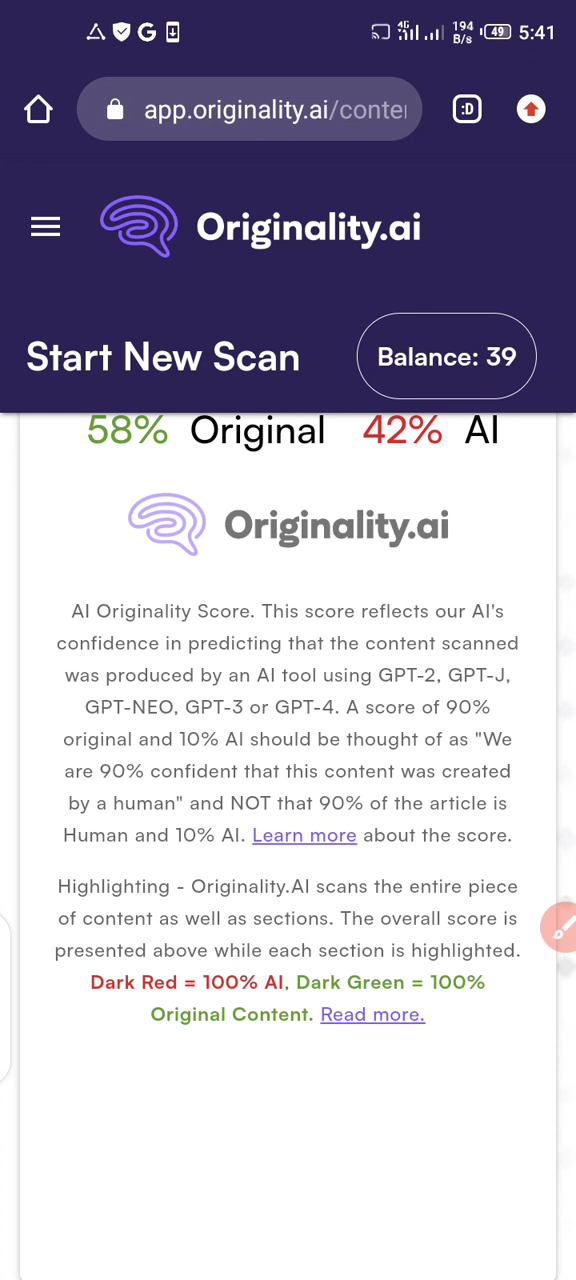 4G 194 B/s 49 5:41
app.originality.ai/conte
:D
Originality.ai
Start New Scan
Balance: 39
58% Original 42% AI
Originality.ai
AI Originality Score. This score reflects our AI's
confidence in predicting that the content scanned
was produced by an AI tool using GPT-2, GPT-J,
GPT-NEO, GPT-3 or GPT-4. A score of 90%
original and 10% AI should be thought of as "We
are 90% confident that this content was created
by a human" and NOT that 90% of the article is
Human and 10% AI. Learn more about the score.
Highlighting - Originality.AI scans the entire piece
of content as well as sections. The overall score is
presented above while each section is highlighted.
Dark Red = 100% AI, Dark Green = 100%
Original Content. Read more.